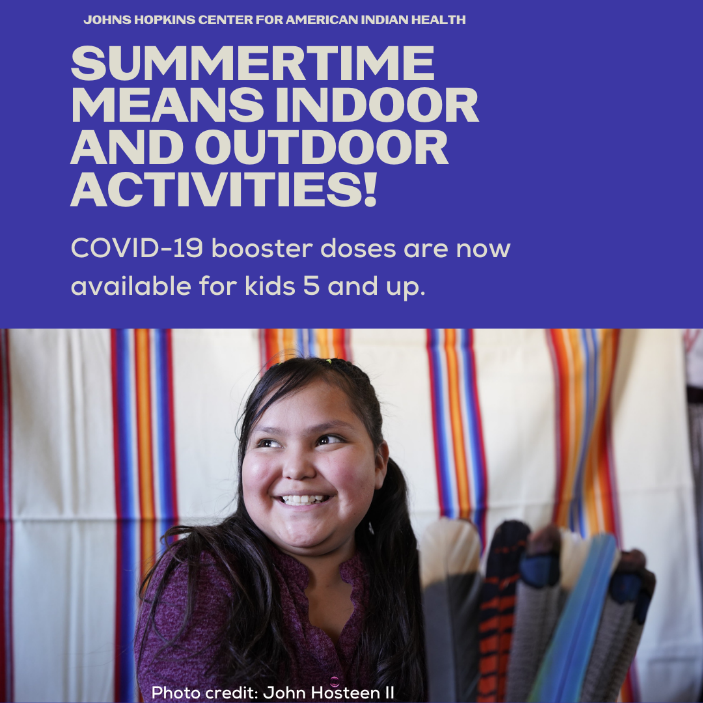 JOHNS HOPKINS CENTER FOR AMERICAN INDIAN HEALTH
SUMMERTIME
MEANS INDOOR
AND OUTDOOR
ACTIVITIES!
COVID-19 booster doses are now
available for kids 5 and up.
Photo credit: John Hosteen II